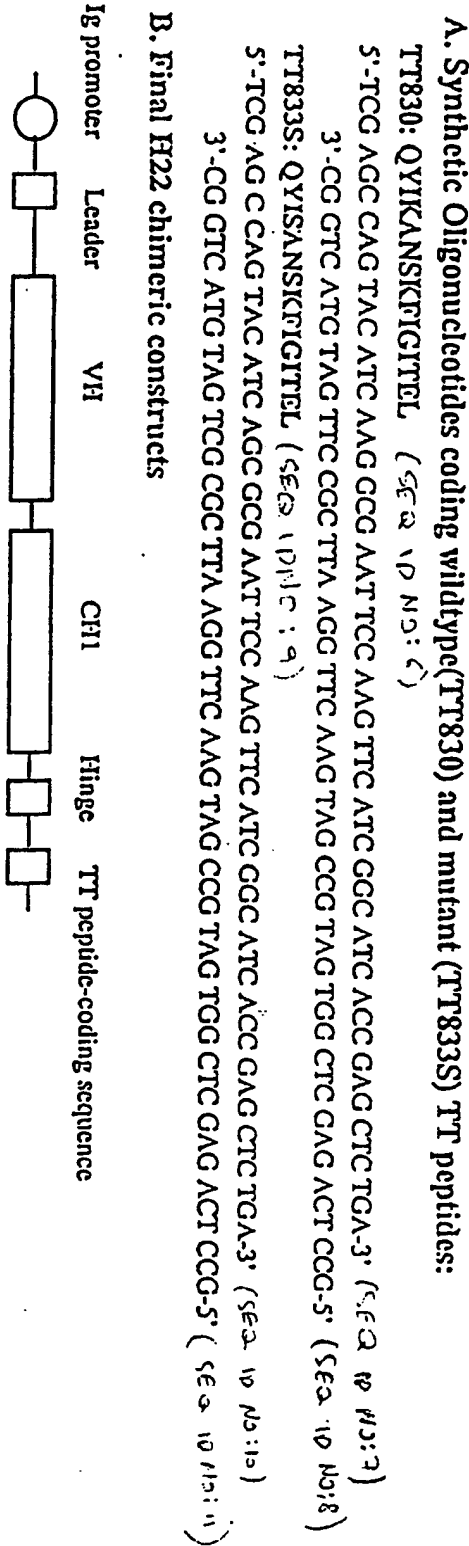 A. Synthetic Oligonucleotides coding wildtype(TT830) and mutant (TT833S) TT peptides::
TT830: QYIKANSKFIGITEL (SEQ ID NO: 6)
5'-TCG AGC CAG TAC ATC AAG GCG AAT TCC AAG TTC ATC GGC ATC ACC GAG CTC TGA-3' (SEQ ID NO:7)
3'-CG GTC ATG TAG TTC CGC TTA AGG TTC AAG TAG CCG TAG TGG CTC GAG ACT CCG-5' (SEQ ID NO:8)
TT833S: QYISANSKFIGITEL (SEQ ID NO: 9)
5'-TCG AG C CAG TAC ATC AGC GCG AAT TCC AAG TTC ATC GGC ATC ACC GAG CTC TGA-3' (SEQ ID NO:10)
3'-CG GTC ATG TAG TCG CGC TTA AGG TTC AAG TAG CCG TAG TGG CTC GAG ACT CCG-5' (SEQ ID NO: 11)
B. Final H22 chimeric constructs
Ig promoter Leader VH CH1 Hinge TT peptide-coding sequence